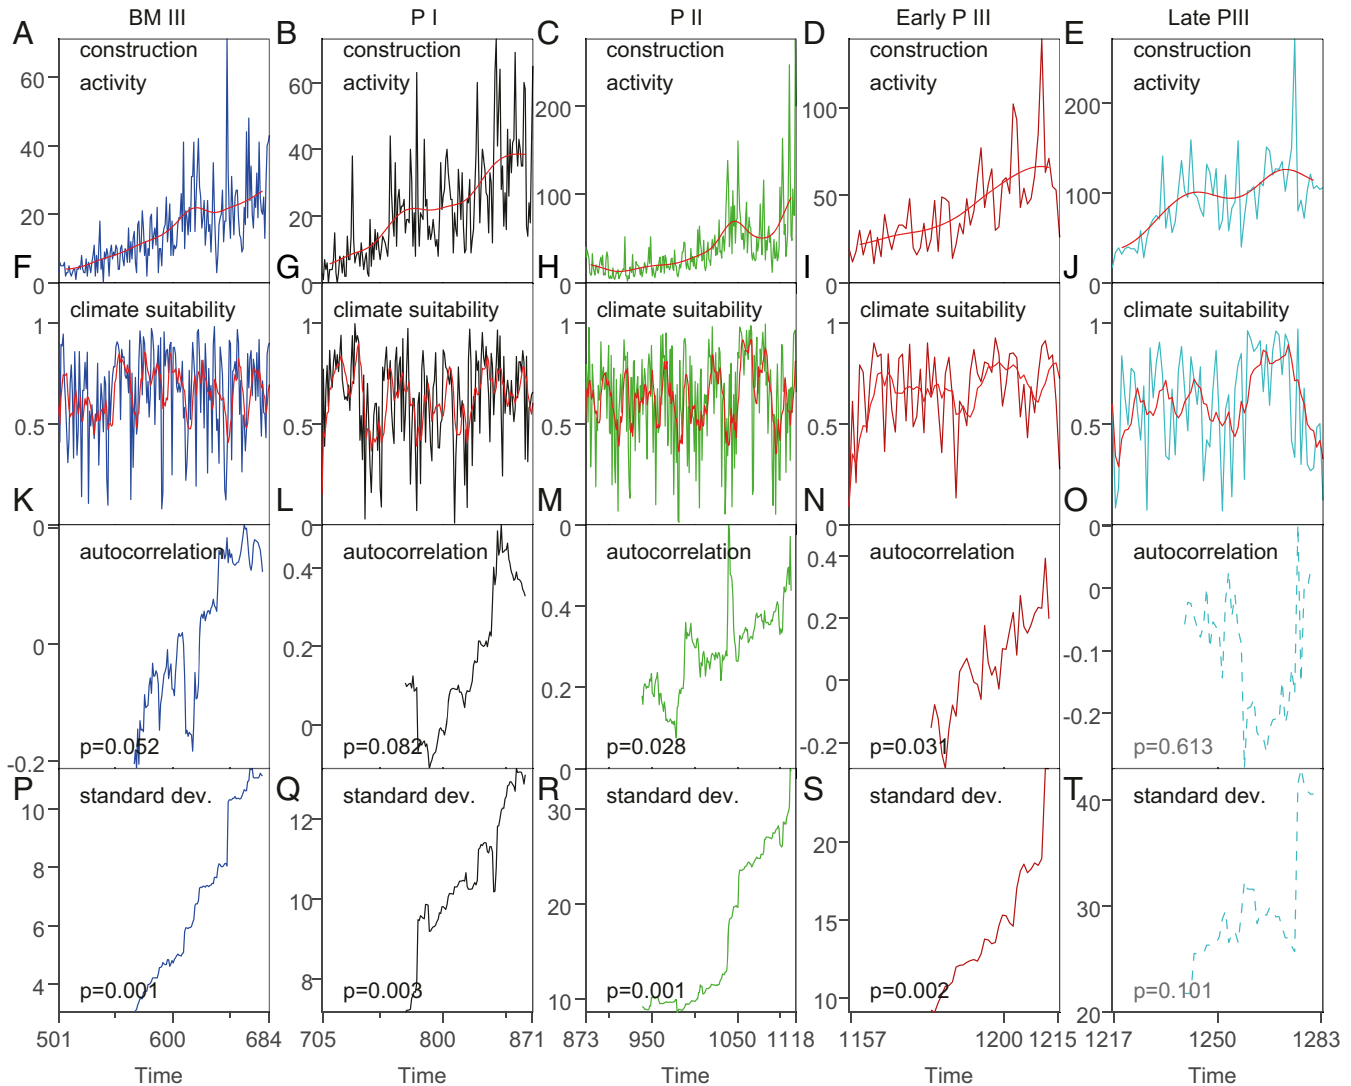 BM III
P I
P II
Early P III
Late PIII
A
B
C
D
E
construction
activity
construction
activity
construction
activity
construction
activity
construction
activity
60
40
20
0
60
40
20
0
200
100
0
100
50
0
200
100
0
F
G
H
I
J
climate suitability
climate suitability
climate suitability
climate suitability
climate suitability
1
0.5
1
0.5
1
0.5
1
0.5
1
0.5
K
L
M
N
O
autocorrelation
autocorrelation
autocorrelation
autocorrelation
autocorrelation
0
0
-0.2
0
0.4
0.2
0
0
0.4
0.2
0
0
0.4
0.2
0
-0.2
0
0
-0.1
-0.2
p=0.052
p=0.082
p=0.028
p=0.031
p=0.613
P
Q
R
S
T
standard dev.
standard dev.
standard dev.
standard dev.
standard dev.
10
8
6
4
12
10
8
30
20
10
20
15
10
40
30
20
p=0.001
p=0.003
p=0.001
p=0.002
p=0.101
501 600 684
705 800 871
873 950 1050 1118
1157 1200 1215
1217 1250 1283
Time
Time
Time
Time
Time